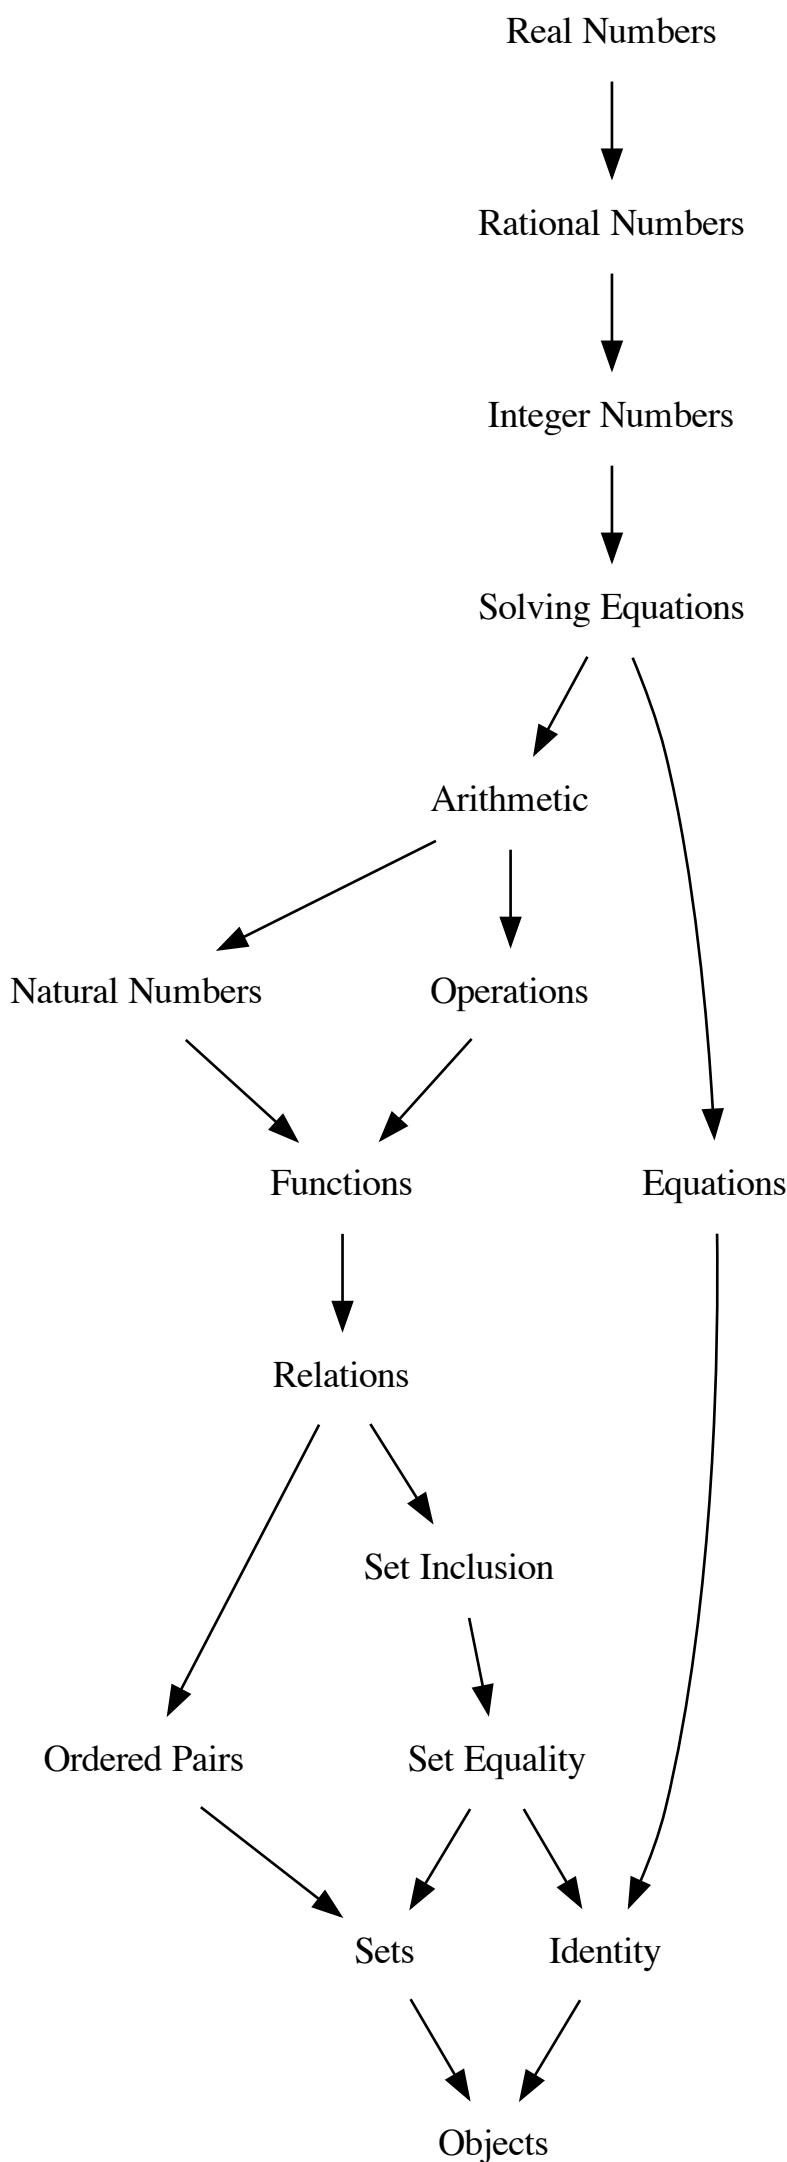 Real Numbers
Rational Numbers
Integer Numbers
Solving Equations
Arithmetic
Natural Numbers
Operations
Functions
Equations
Relations
Set Inclusion
Ordered Pairs
Set Equality
Sets
Identity
Objects